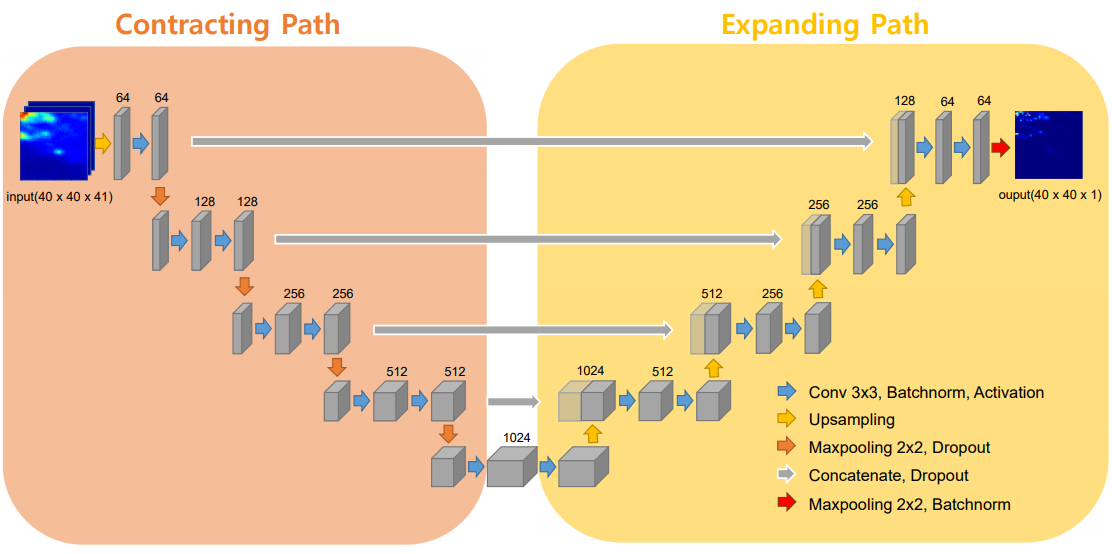 Contracting Path
Expanding Path
64 64
128 64 64
input(40 x 40 x 41)
ouput(40 x 40 x 1)
128 128
256 256
256 256
512 256
512 512
1024 512
1024
Conv 3x3, Batchnorm, Activation
Upsampling
Maxpooling 2x2, Dropout
Concatenate, Dropout
Maxpooling 2x2, Batchnorm